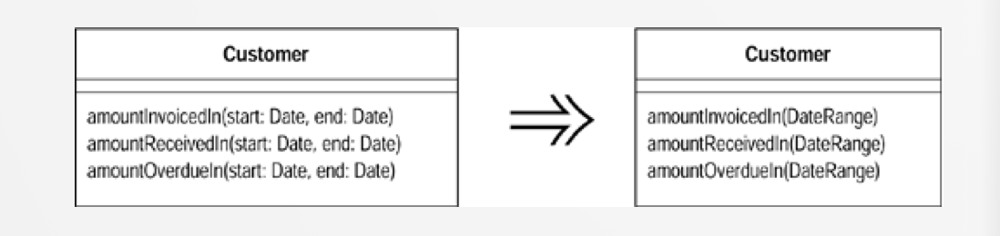 Customer
amountInvoicedIn(start: Date, end: Date)
amountReceivedIn(start: Date, end: Date)
amountOverdueIn(start: Date, end: Date)
Customer
amountInvoicedIn(DateRange)
amountReceivedIn(DateRange)
amountOverdueIn(DateRange)